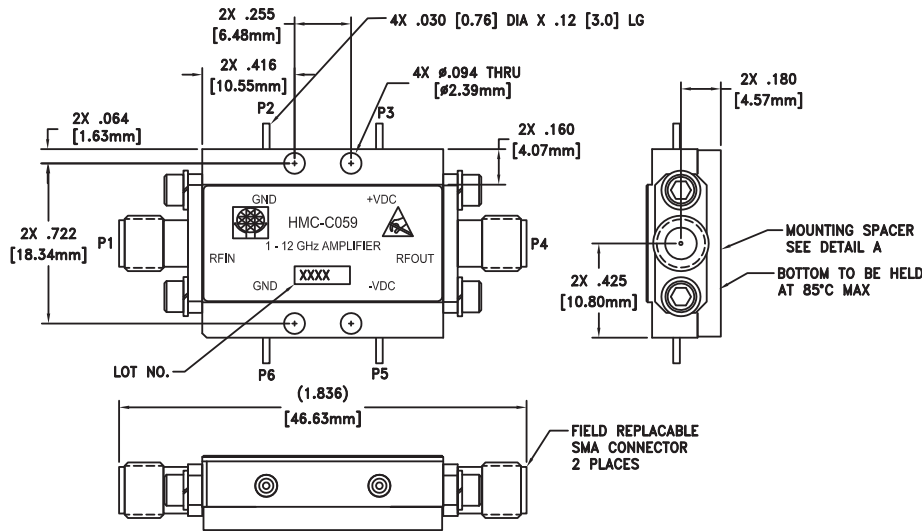 2X .255
[6.48mm]
4X .030 [0.76] DIA X .12 [3.0] LG
2X .416
[10.55mm]
4X ø.094 THRU
[ø2.39mm]
2X .180
[4.57mm]
P2
P3
2X .064
[1.63mm]
2X .160
[4.07mm]
GND
+VDC
HMC-C059
2X .722
[18.34mm]
P1
P4
1 - 12 GHz AMPLIFIER
RFIN
RFOUT
XXXX
GND
-VDC
MOUNTING SPACER
SEE DETAIL A
BOTTOM TO BE HELD
AT 85°C MAX
2X .425
[10.80mm]
LOT NO.
P6
P5
(1.836)
[46.63mm]
FIELD REPLACABLE
SMA CONNECTOR
2 PLACES